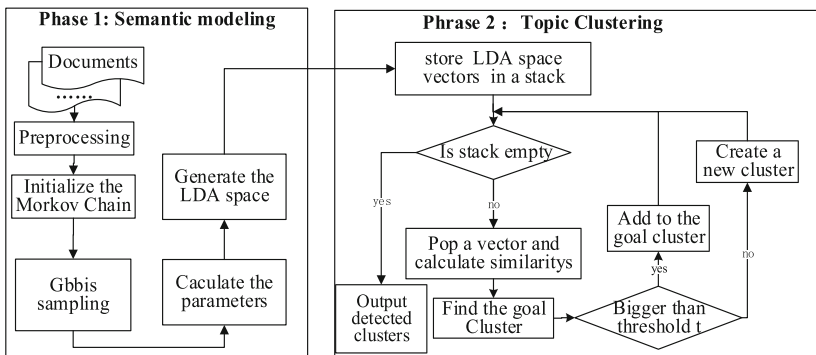 Phase 1: Semantic modeling
Documents
······
Preprocessing
Initialize the
Morkov Chain
Gbbis
sampling
Caculate the
parameters
Generate the
LDA space
Phrase 2： Topic Clustering
store LDA space
vectors in a stack
Is stack empty
yes
no
Pop a vector and
calculate similaritys
Output
detected
clusters
Find the goal
Cluster
Bigger than
threshold t
yes
no
Add to the
goal cluster
Create a
new cluster